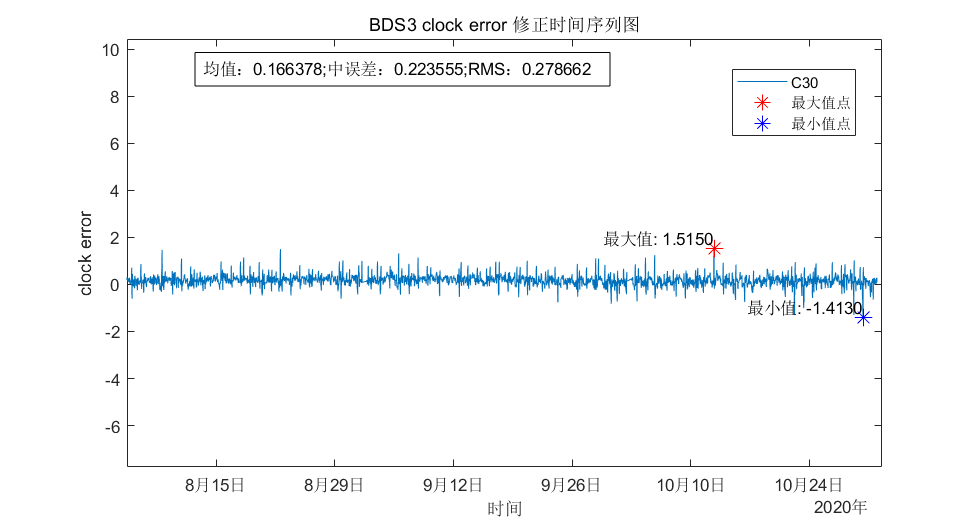 BDS3 clock error 修正时间序列图
均值：0.166378;中误差：0.223555;RMS：0.278662
C30
最大值点
最小值点
10
8
6
4
2
0
-2
-4
-6
clock error
最大值: 1.5150
最小值: -1.4130
8月15日 8月29日 9月12日 9月26日 10月10日 10月24日
时间
2020年